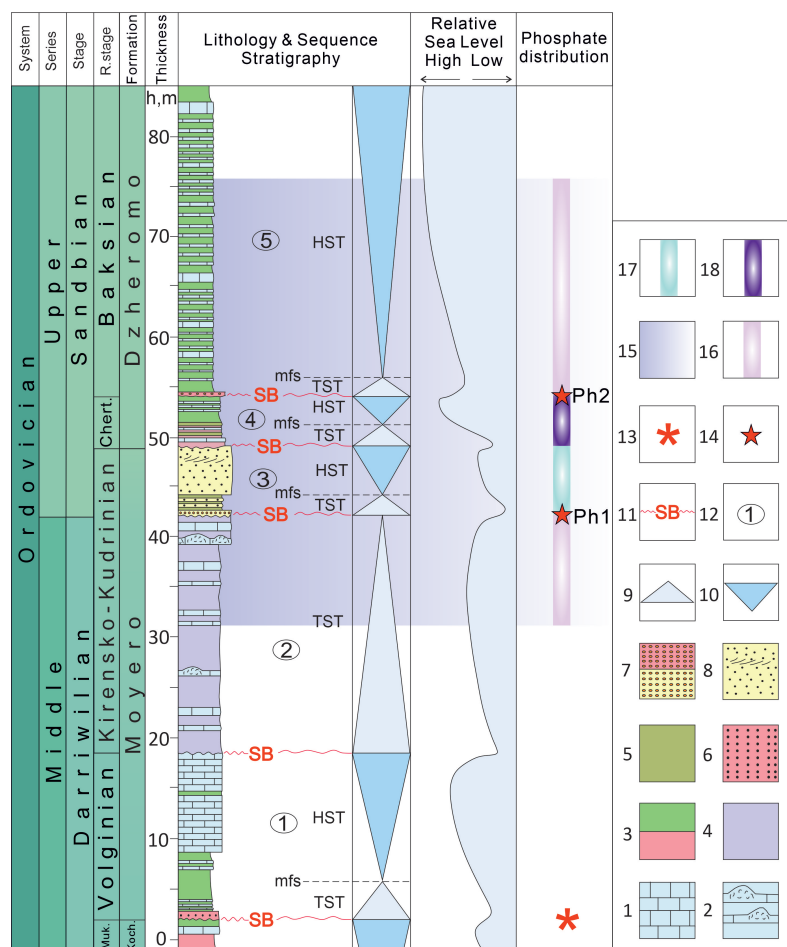 System
Series
Stage
R.stage
Formation
Thickness
Lithology & Sequence
Stratigraphy
Relative
Sea Level
High Low
Phosphate
distribution
h,m
80
70
60
50
40
30
20
10
0
Ordovician
Upper
Middle
Sandbian
Darriwilian
Baksian
Chert.
Kirensko-Kudrinian
Volginian
Muk.
Dzheromo
Moyero
Koch.
5
HST
mfs
TST
SB
HST
4
mfs
TST
SB
3
HST
mfs
TST
SB
TST
2
SB
1
HST
mfs
TST
SB
Ph2
Ph1
*
17
18
15
16
13
*
14
11
SB
12
1
9
10
7
8
5
6
3
4
1
2